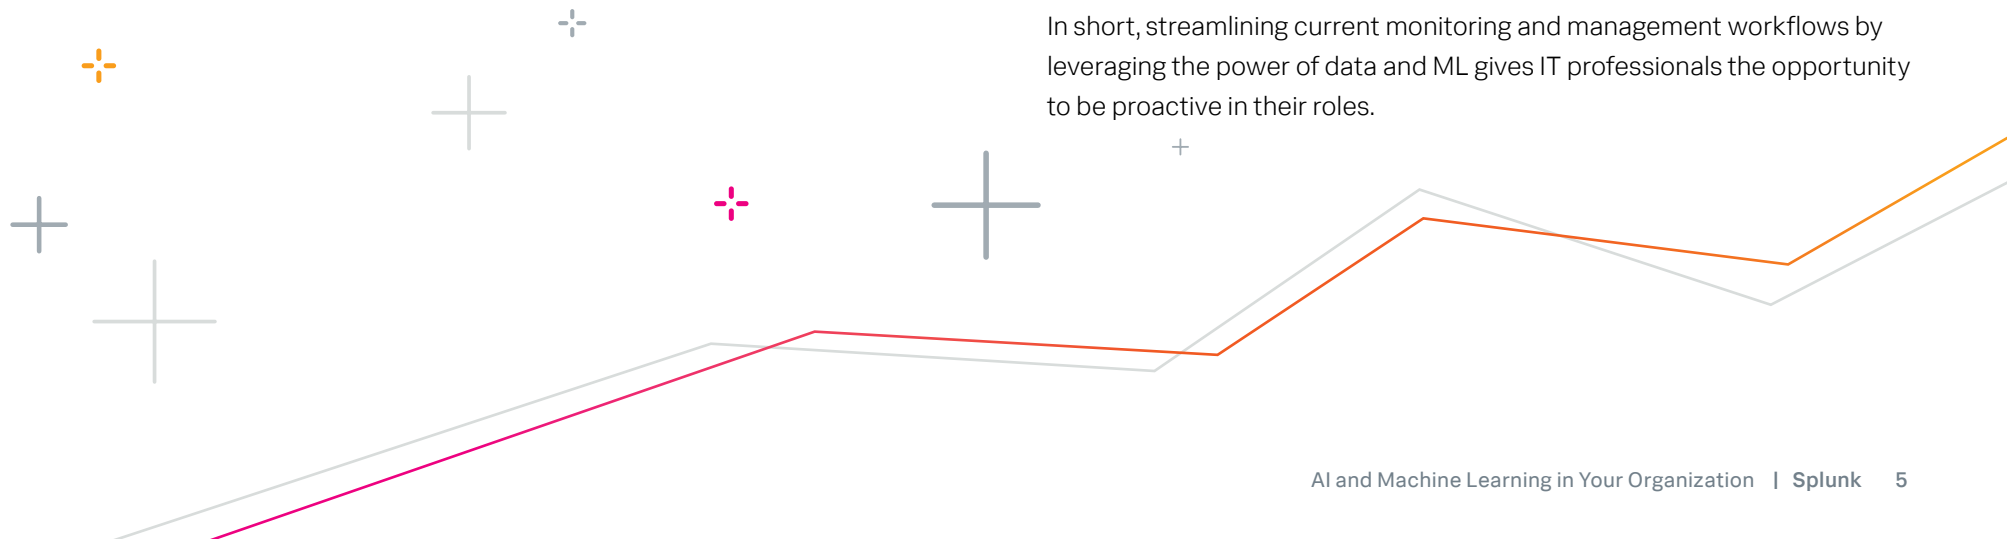 In short, streamlining current monitoring and management workflows by
leveraging the power of data and ML gives IT professionals the opportunity
to be proactive in their roles.
AI and Machine Learning in Your Organization | Splunk 5